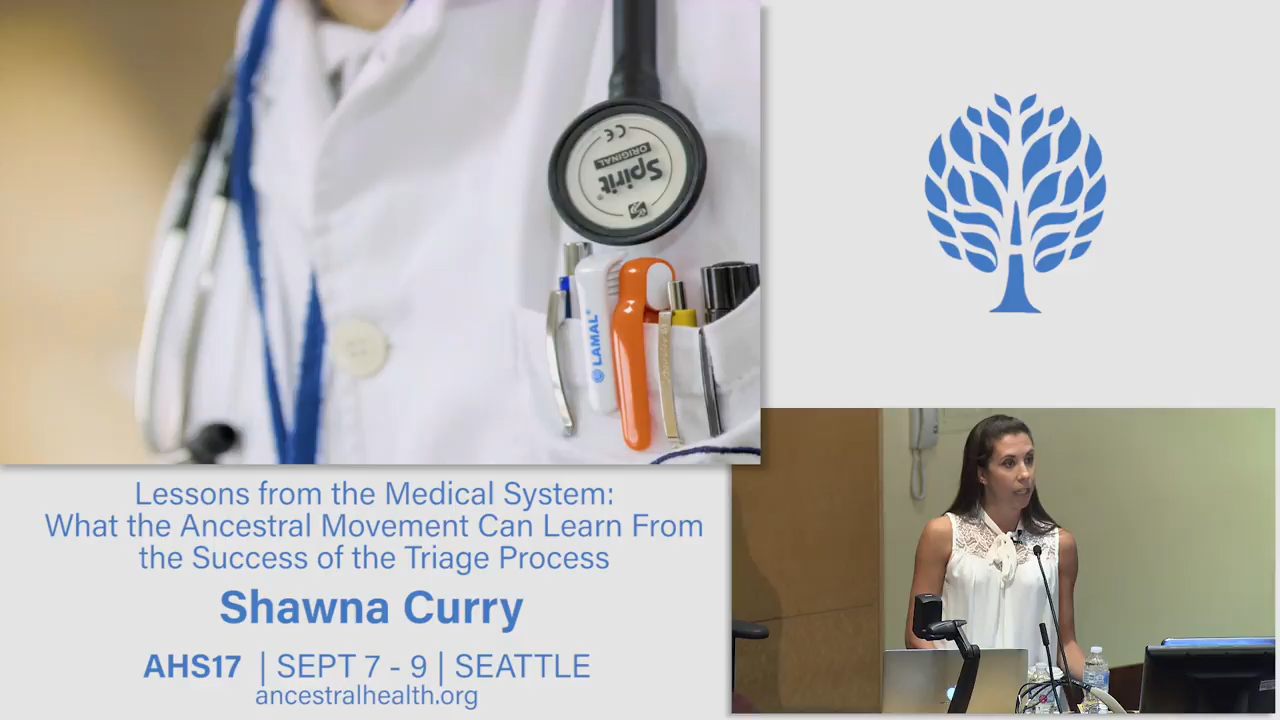 CE
ORIGINAL
Spirit®
LAMAL®
Lessons from the Medical System:
What the Ancestral Movement Can Learn From
the Success of the Triage Process
Shawna Curry
AHS17 | SEPT 7 - 9 | SEATTLE
ancestralhealth.org